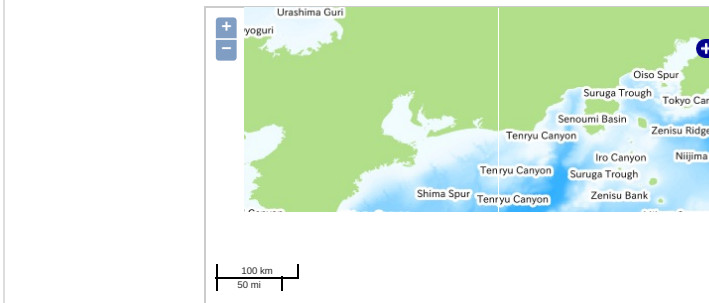 +
−
Urashima Guri
yoguri
Oiso Spur
Suruga Trough
Tokyo Car
Senoumi Basin
Zenisu Ridge
Tenryu Canyon
Iro Canyon
Niijima
Tenryu Canyon
Suruga Trough
Shima Spur
Tenryu Canyon
Zenisu Bank
100 km
50 mi